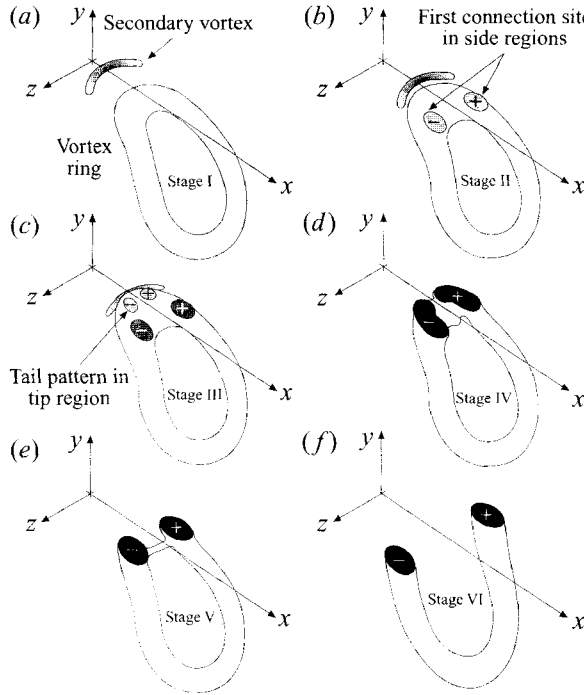 (a)
y
Secondary vortex
z
Vortex
ring
Stage I
x
(b)
y
First connection site
in side regions
z
+
−
Stage II
x
(c)
y
z
−
+
+
−
Tail pattern in
tip region
Stage III
x
(d)
y
z
+
−
Stage IV
x
(e)
y
z
+
−
Stage V
x
(f)
y
z
+
−
Stage VI
x